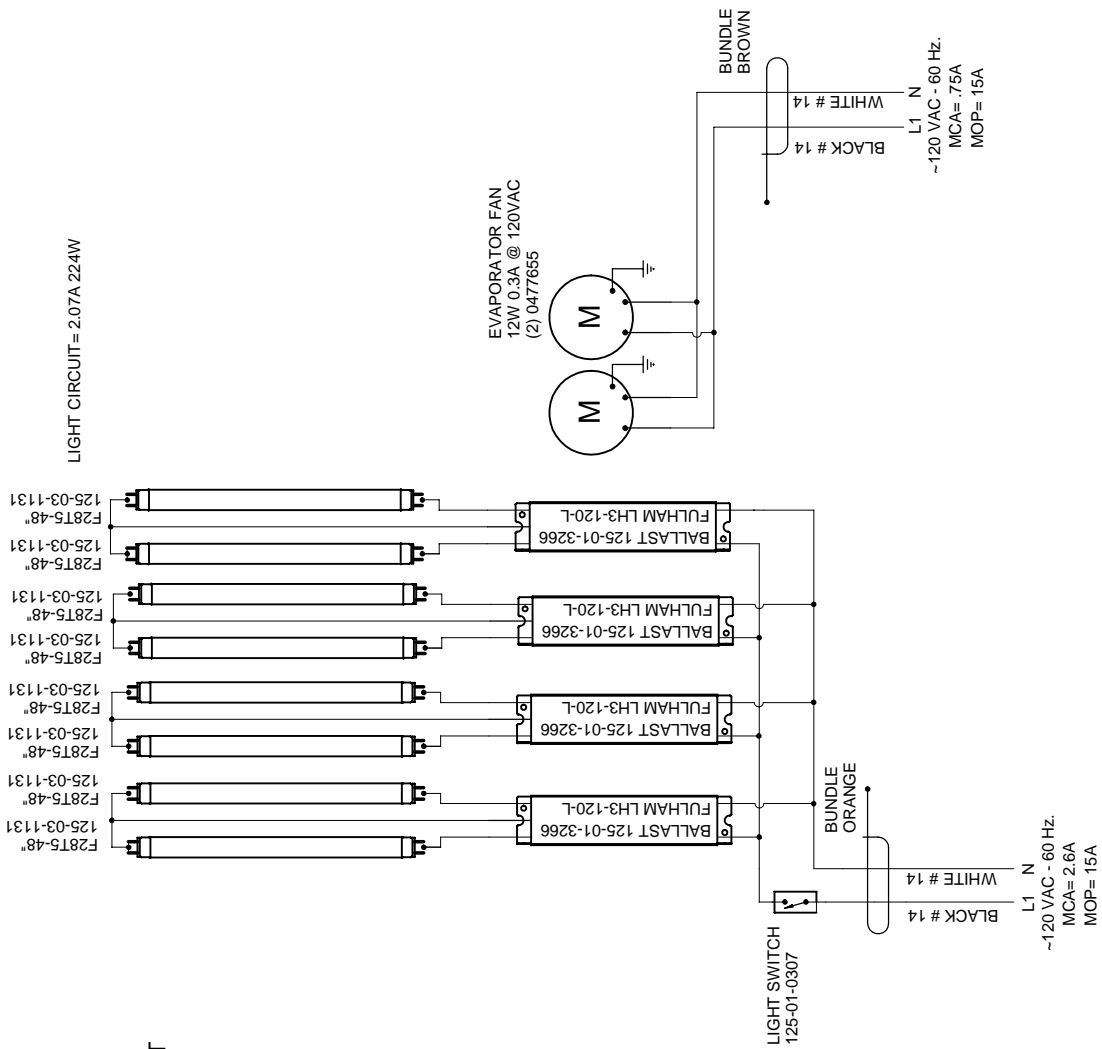 LIGHT CIRCUIT= 2.07A 224W
F28T5-48"
125-03-1131
F28T5-48"
125-03-1131
F28T5-48"
125-03-1131
F28T5-48"
125-03-1131
F28T5-48"
125-03-1131
F28T5-48"
125-03-1131
F28T5-48"
125-03-1131
F28T5-48"
125-03-1131
BALLAST 125-01-3266
FULHAM LH3-120-L
BALLAST 125-01-3266
FULHAM LH3-120-L
BALLAST 125-01-3266
FULHAM LH3-120-L
BALLAST 125-01-3266
FULHAM LH3-120-L
EVAPORATOR FAN
12W 0.3A @ 120VAC
(2) 0477655
M
M
BUNDLE
BROWN
WHITE # 14
BLACK # 14
L1 N
~120 VAC - 60 Hz.
MCA= .75A
MOP= 15A
LIGHT SWITCH
125-01-0307
BUNDLE
ORANGE
WHITE # 14
BLACK # 14
L1 N
~120 VAC - 60 Hz.
MCA= 2.6A
MOP= 15A
T